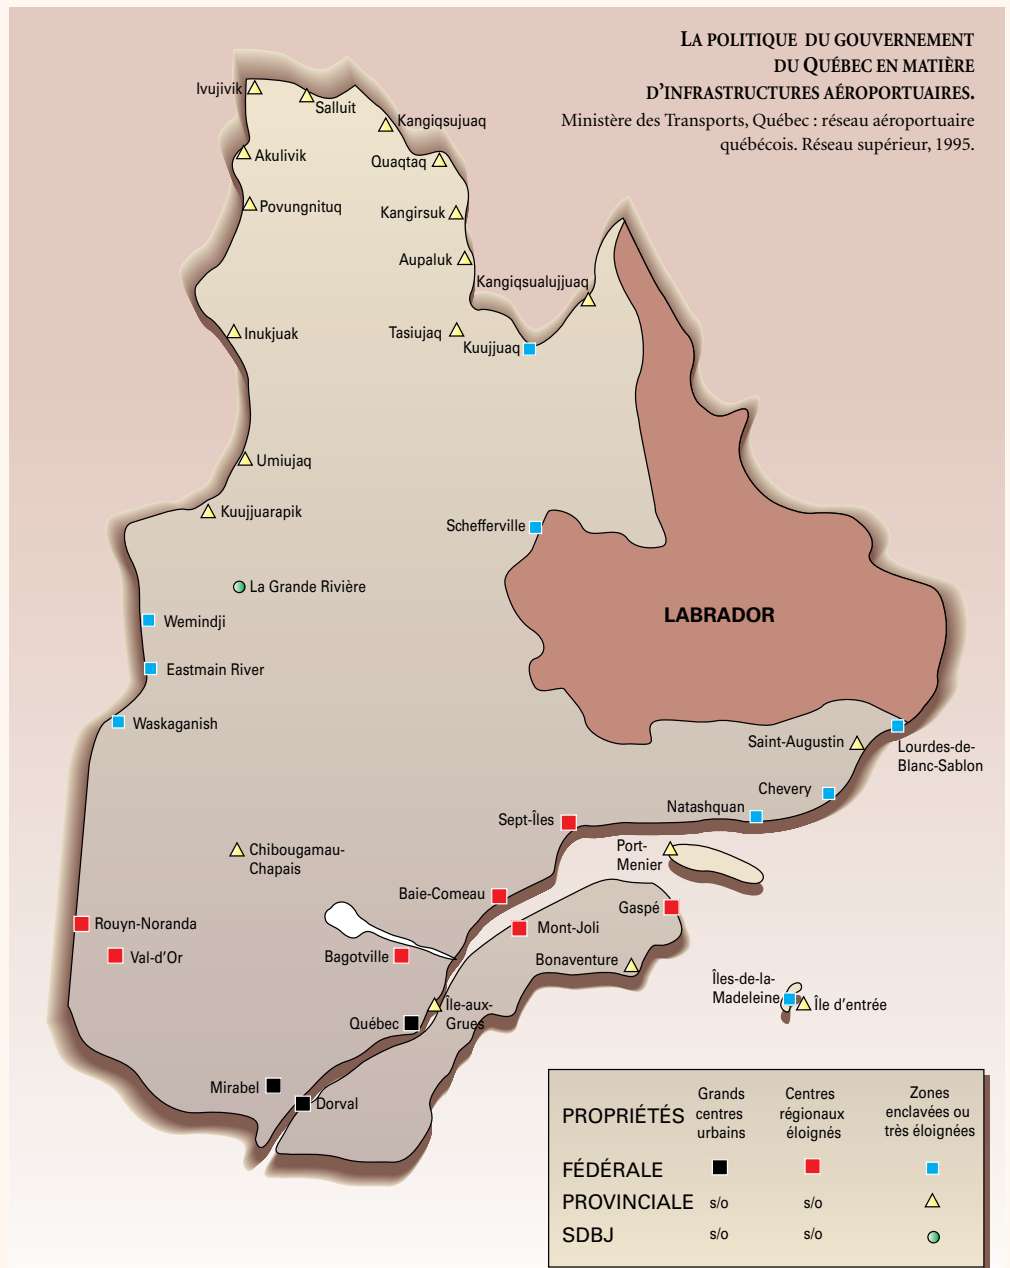 LA POLITIQUE DU GOUVERNEMENT
DU QUÉBEC EN MATIÈRE
D'INFRASTRUCTURES AÉROPORTUAIRES.
Ministère des Transports, Québec : réseau aéroportuaire
québécois. Réseau supérieur, 1995.
Ivujivik
Salluit
Kangiqsujuaq
Akulivik
Quaqtaq
Povungnituq
Kangirsuk
Aupaluk
Kangiqsualujjuaq
Inukjuak
Tasiujaq
Kuujjuaq
Umiujaq
Kuujjuarapik
Schefferville
La Grande Rivière
LABRADOR
Wemindji
Eastmain River
Waskaganish
Saint-Augustin
Lourdes-de-
Blanc-Sablon
Chevery
Natashquan
Sept-Îles
Port-
Menier
Chibougamau-
Chapais
Baie-Comeau
Gaspé
Rouyn-Noranda
Mont-Joli
Val-d'Or
Bagotville
Bonaventure
Îles-de-la-
Madeleine
Île d'entrée
Île-aux-
Grues
Québec
Mirabel
Dorval
PROPRIÉTÉS
Grands
centres
urbains
Centres
régionaux
éloignés
Zones
enclavées ou
très éloignées
FÉDÉRALE
PROVINCIALE s/o s/o
SDBJ s/o s/o